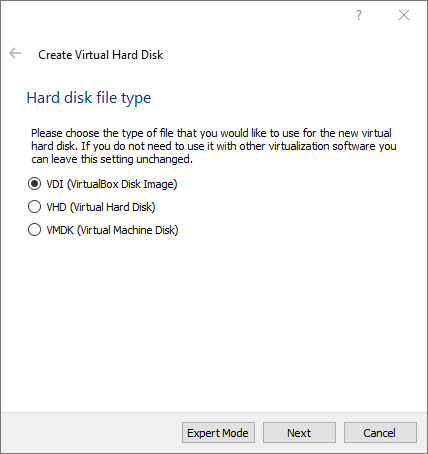 ?
Create Virtual Hard Disk
Hard disk file type
Please choose the type of file that you would like to use for the new virtual
hard disk. If you do not need to use it with other virtualization software you
can leave this setting unchanged.
VDI (VirtualBox Disk Image)
VHD (Virtual Hard Disk)
VMDK (Virtual Machine Disk)
Expert Mode Next Cancel